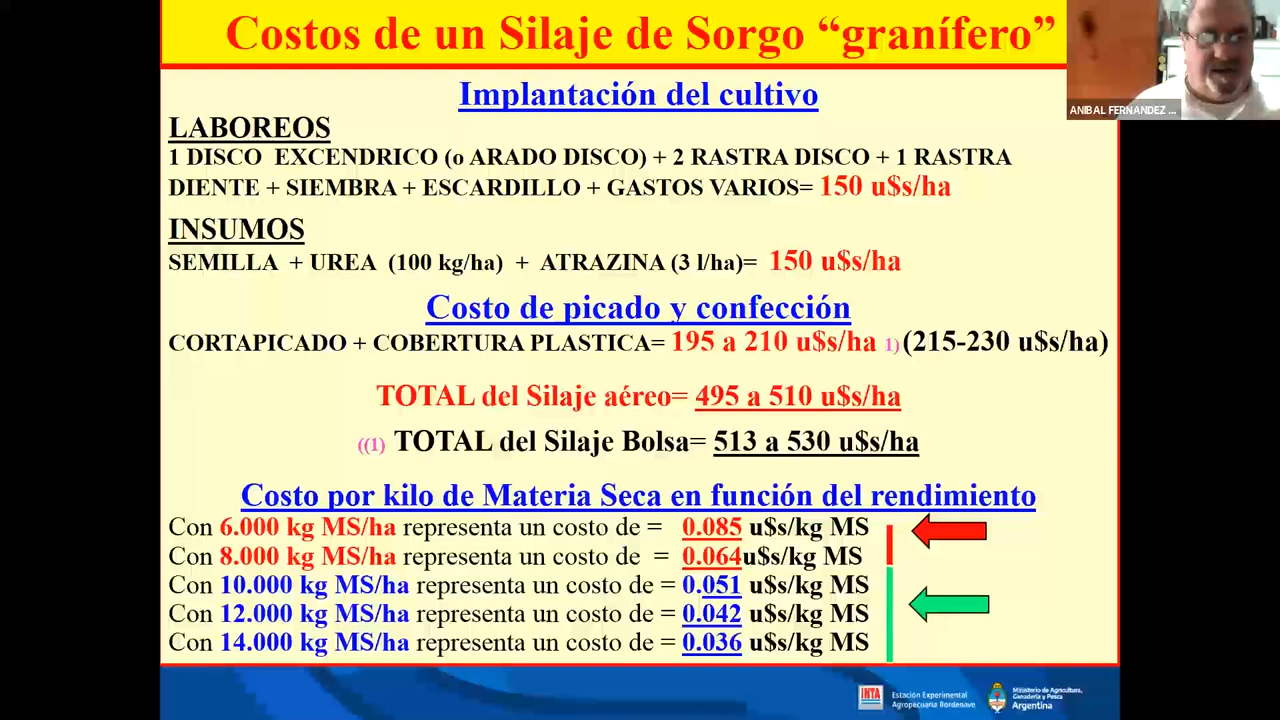 Costos de un Silaje de Sorgo “granífero”
ANIBAL FERNANDEZ ...
Implantación del cultivo
LABOREOS
1 DISCO EXCENDRICO (o ARADO DISCO) + 2 RASTRA DISCO + 1 RASTRA
DIENTE + SIEMBRA + ESCARDILLO + GASTOS VARIOS= 150 u$s/ha
INSUMOS
SEMILLA + UREA (100 kg/ha) + ATRAZINA (3 l/ha)= 150 u$s/ha
Costo de picado y confección
CORTAPICADO + COBERTURA PLASTICA= 195 a 210 u$s/ha 1) (215-230 u$s/ha)
TOTAL del Silaje aéreo= 495 a 510 u$s/ha
((1) TOTAL del Silaje Bolsa= 513 a 530 u$s/ha
Costo por kilo de Materia Seca en función del rendimiento
Con 6.000 kg MS/ha representa un costo de = 0.085 u$s/kg MS
Con 8.000 kg MS/ha representa un costo de = 0.064u$s/kg MS
Con 10.000 kg MS/ha representa un costo de = 0.051 u$s/kg MS
Con 12.000 kg MS/ha representa un costo de = 0.042 u$s/kg MS
Con 14.000 kg MS/ha representa un costo de = 0.036 u$s/kg MS
INTA
Estación Experimental
Agropecuaria Bordenave
Ministerio de Agricultura,
Ganadería y Pesca
Argentina